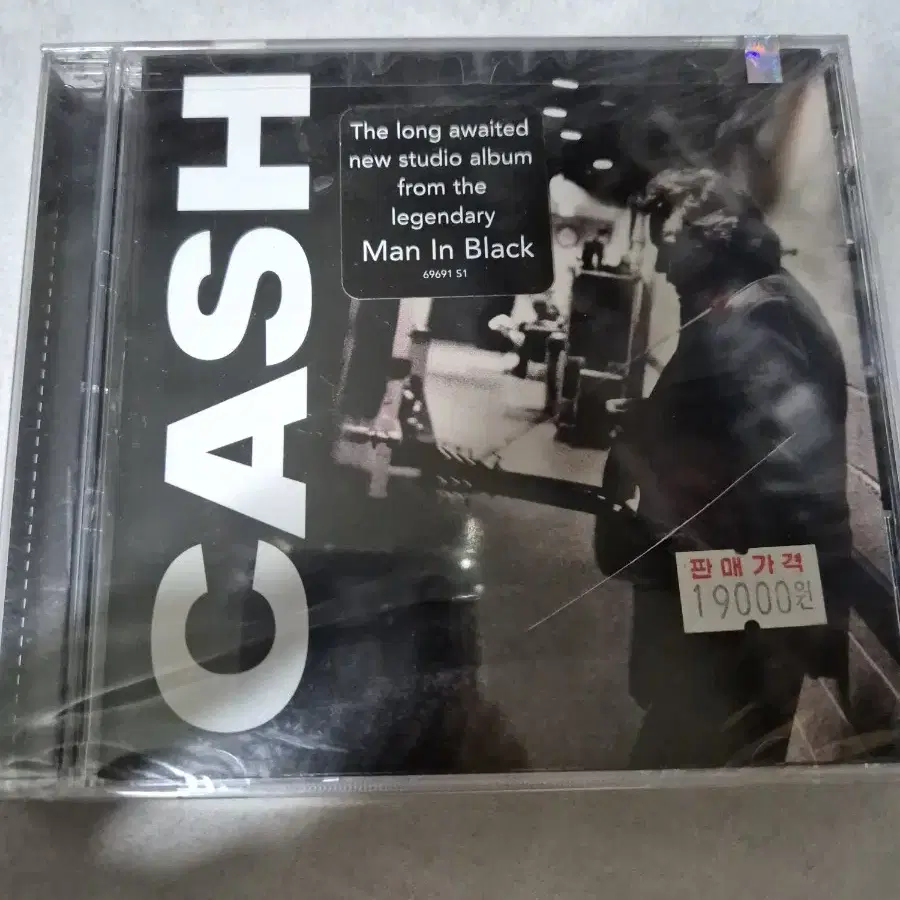 CASH
The long awaited
new studio album
from the
legendary
Man In Black
69691 S1
판매가격
19000원